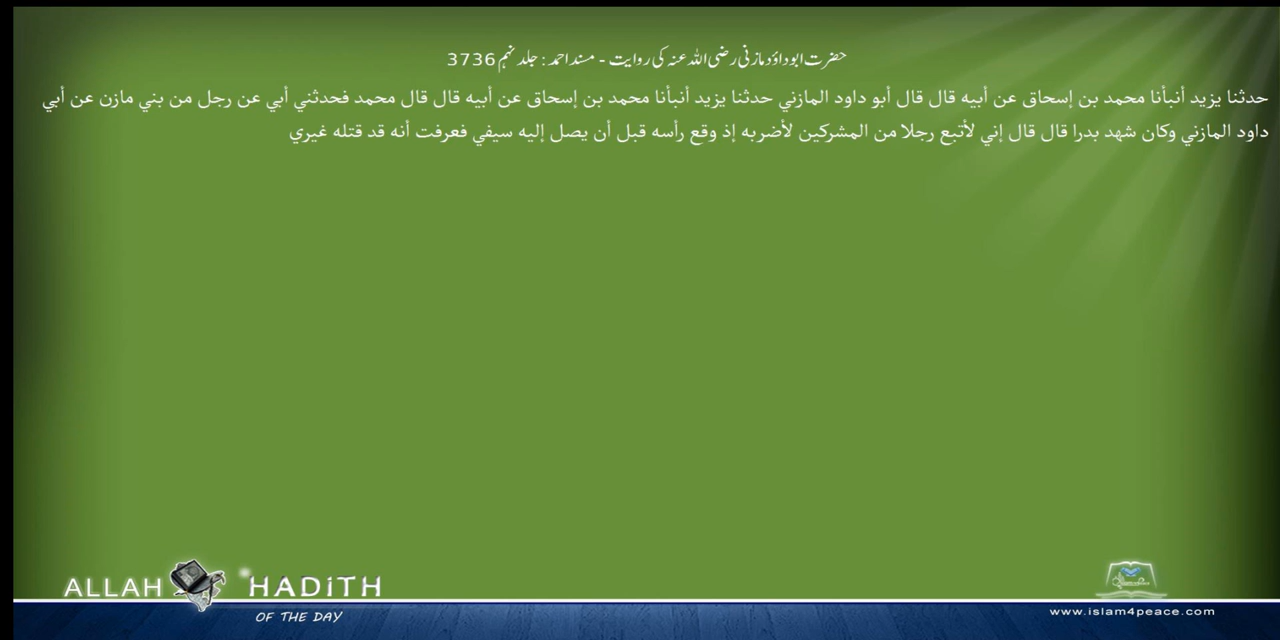 حضرت ابوداؤد مازنی رضی اللہ عنہ کی روایت - مسند احمد : جلد نہم 3736
حدثنا يزيد أنبأنا محمد بن إسحاق عن أبيه قال قال أبو داود المازني حدثنا يزيد أنبأنا محمد بن إسحاق عن أبيه قال قال محمد فحدثني أبي عن رجل من بني مازن عن أبي
داود المازني وكان شهد بدرا قال قال إني لأتبع رجلا من المشركين لأضربه إذ وقع رأسه قبل أن يصل إليه سيفي فعرفت أنه قد قتله غيري
ALLAH HADITH
OF THE DAY
www.islam4peace.com